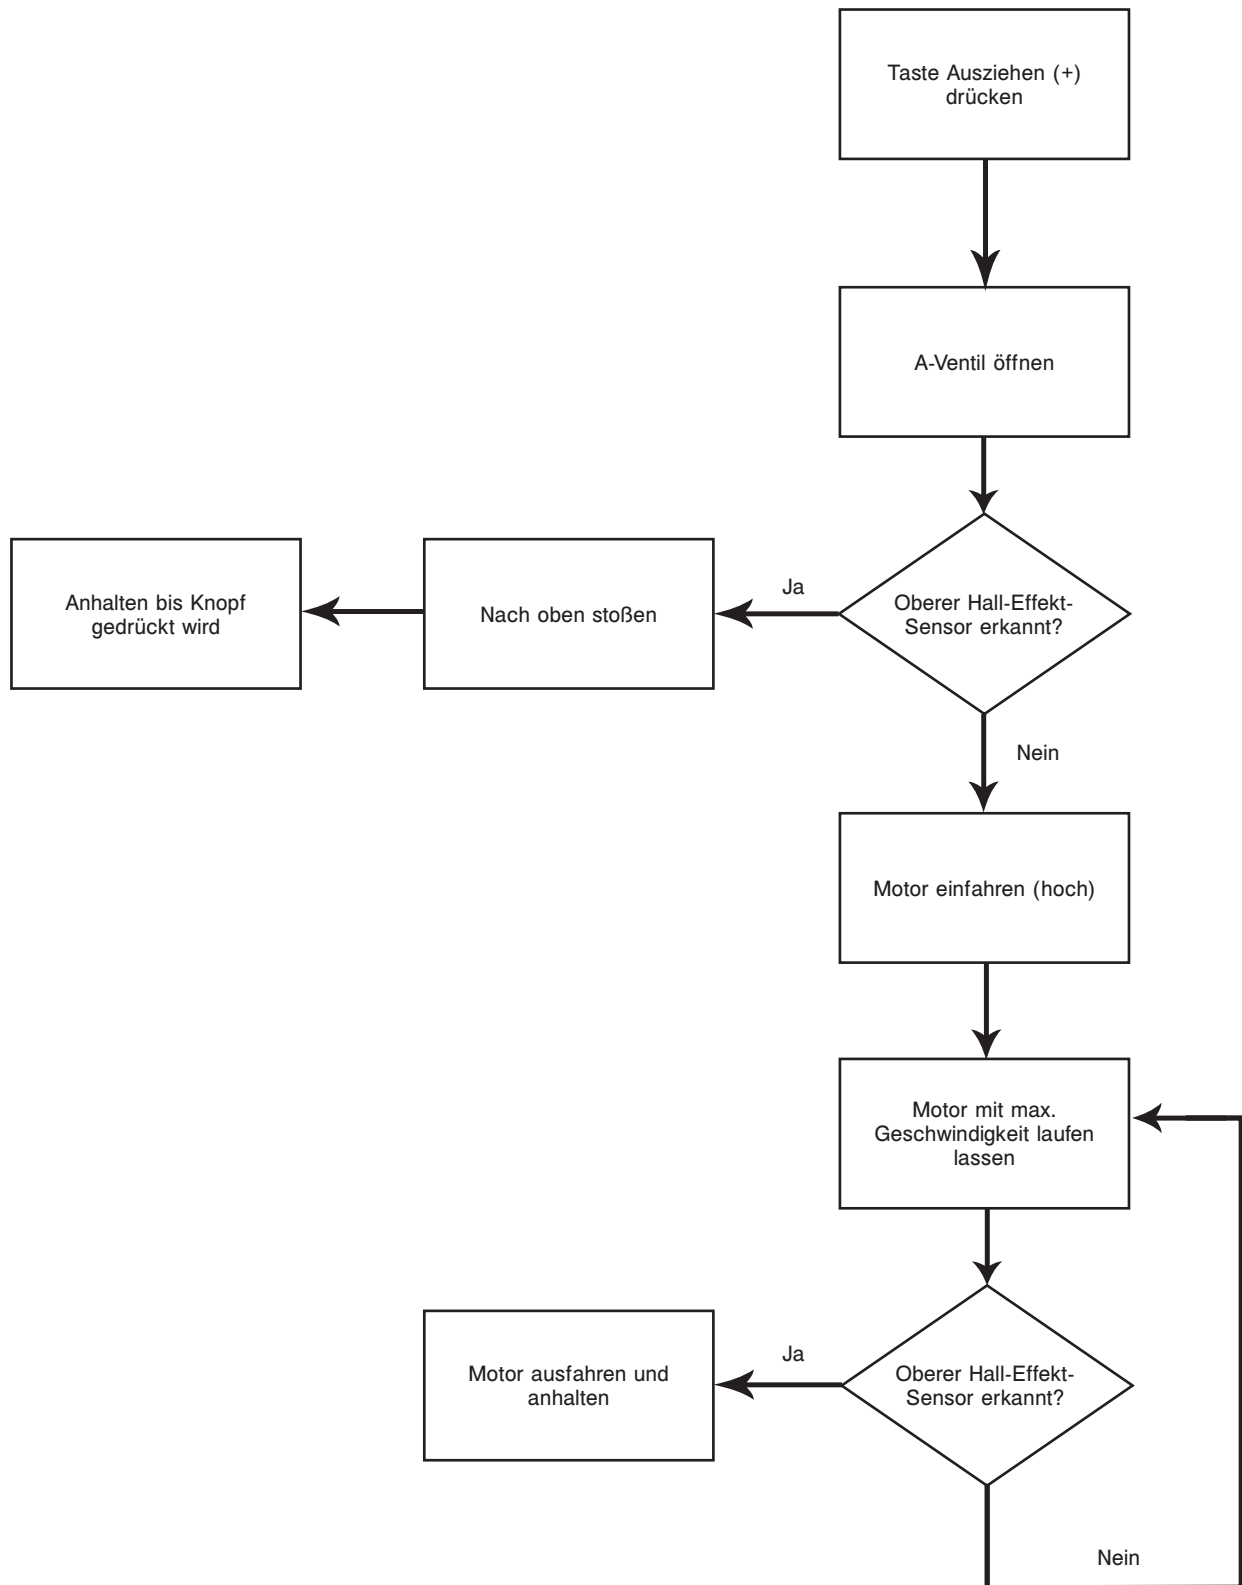 Taste Ausziehen (+)
drücken
A-Ventil öffnen
Oberer Hall-Effekt-
Sensor erkannt?
Ja
Nach oben stoßen
Anhalten bis Knopf
gedrückt wird
Nein
Motor einfahren (hoch)
Motor mit max.
Geschwindigkeit laufen
lassen
Oberer Hall-Effekt-
Sensor erkannt?
Ja
Motor ausfahren und
anhalten
Nein